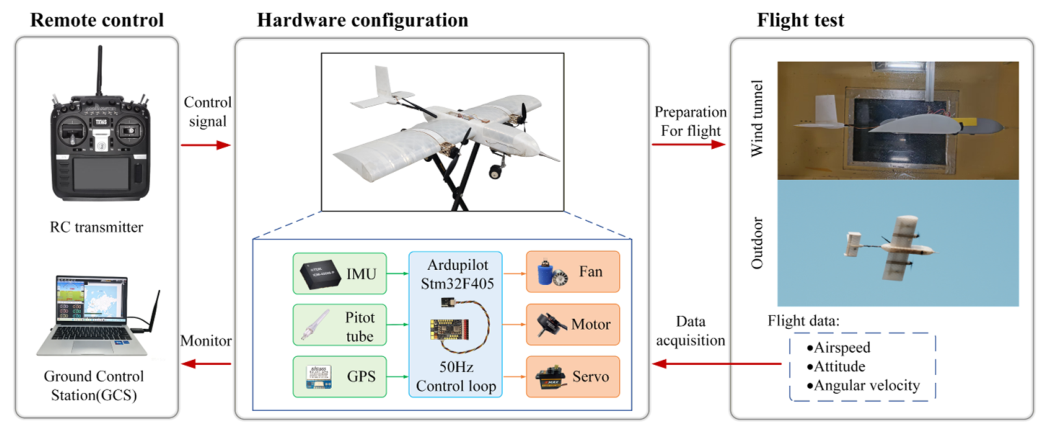 Remote control
Hardware configuration
Flight test
RC transmitter
Control
signal
Preparation
For flight
Wind tunnel
Outdoor
IMU
Ardupilot
Stm32F405
Fan
Pitot
tube
Motor
GPS
50Hz
Control loop
Servo
Monitor
Ground Control
Station(GCS)
Data
acquisition
Flight data:
•Airspeed
•Attitude
•Angular velocity